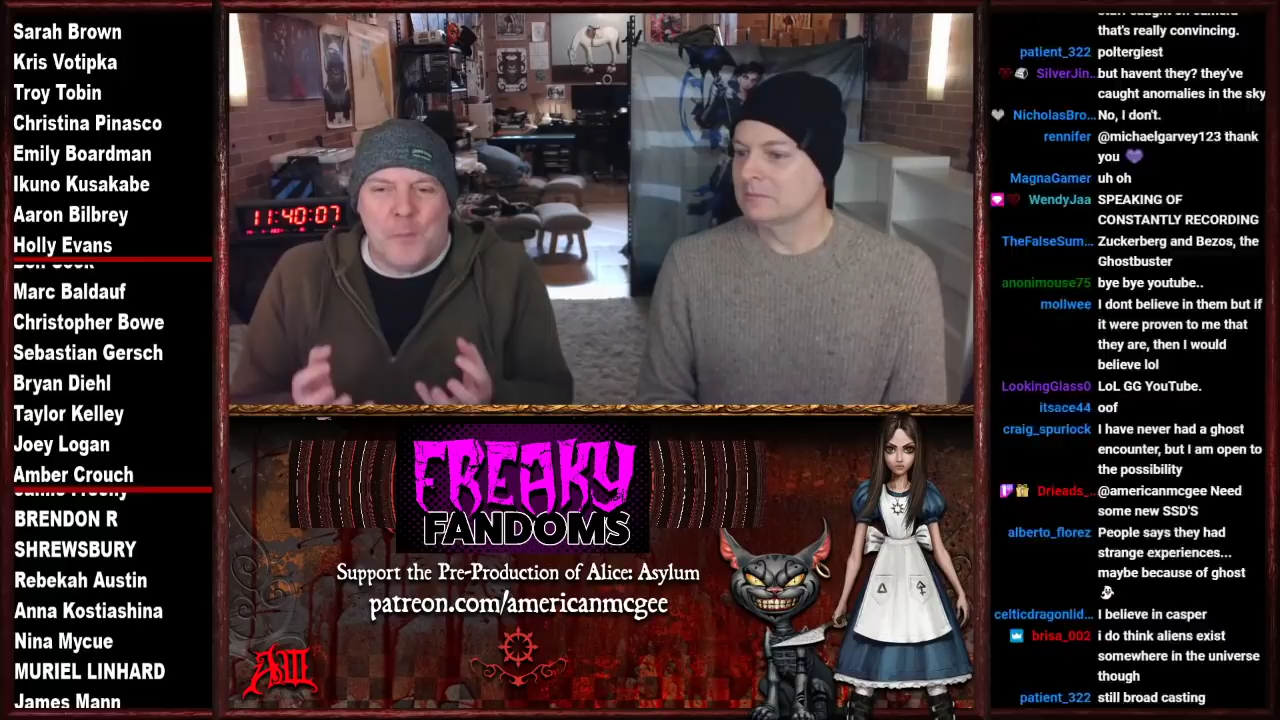 Sarah Brown
Kris Votipka
Troy Tobin
Christina Pinasco
Emily Boardman
Ikuno Kusakabe
Aaron Bilbrey
Holly Evans
Marc Baldauf
Christopher Bowe
Sebastian Gersch
Bryan Diehl
Taylor Kelley
Joey Logan
Amber Crouch
BRENDON R
SHREWSBURY
Rebekah Austin
Anna Kostiashina
Nina Mycue
MURIEL LINHARD
James Mann
11:40:07
FREAKY
FANDOMS
Support the Pre-Production of Alice: Asylum
patreon.com/americanmcgee
that's really convincing.
patient_322 poltergiest
SilverJin... but havent they? they've
caught anomalies in the sky
NicholasBro... No, I don't.
rennifer @michaelgarvey123 thank
you 💜
MagnaGamer uh oh
WendyJaa SPEAKING OF
CONSTANTLY RECORDING
TheFalseSum... Zuckerberg and Bezos, the
Ghostbuster
anonimouse75 bye bye youtube..
mollwee I dont believe in them but if
it were proven to me that
they are, then I would
believe lol
LookingGlass0 LoL GG YouTube.
itsace44 oof
craig_spurlock I have never had a ghost
encounter, but I am open to
the possibility
Drieads_... @americanmcgee Need
some new SSD'S
alberto_florez People says they had
strange experiences...
maybe because of ghost
👻
celticdragonlid... I believe in casper
brisa_002 i do think aliens exist
somewhere in the universe
though
patient_322 still broad casting